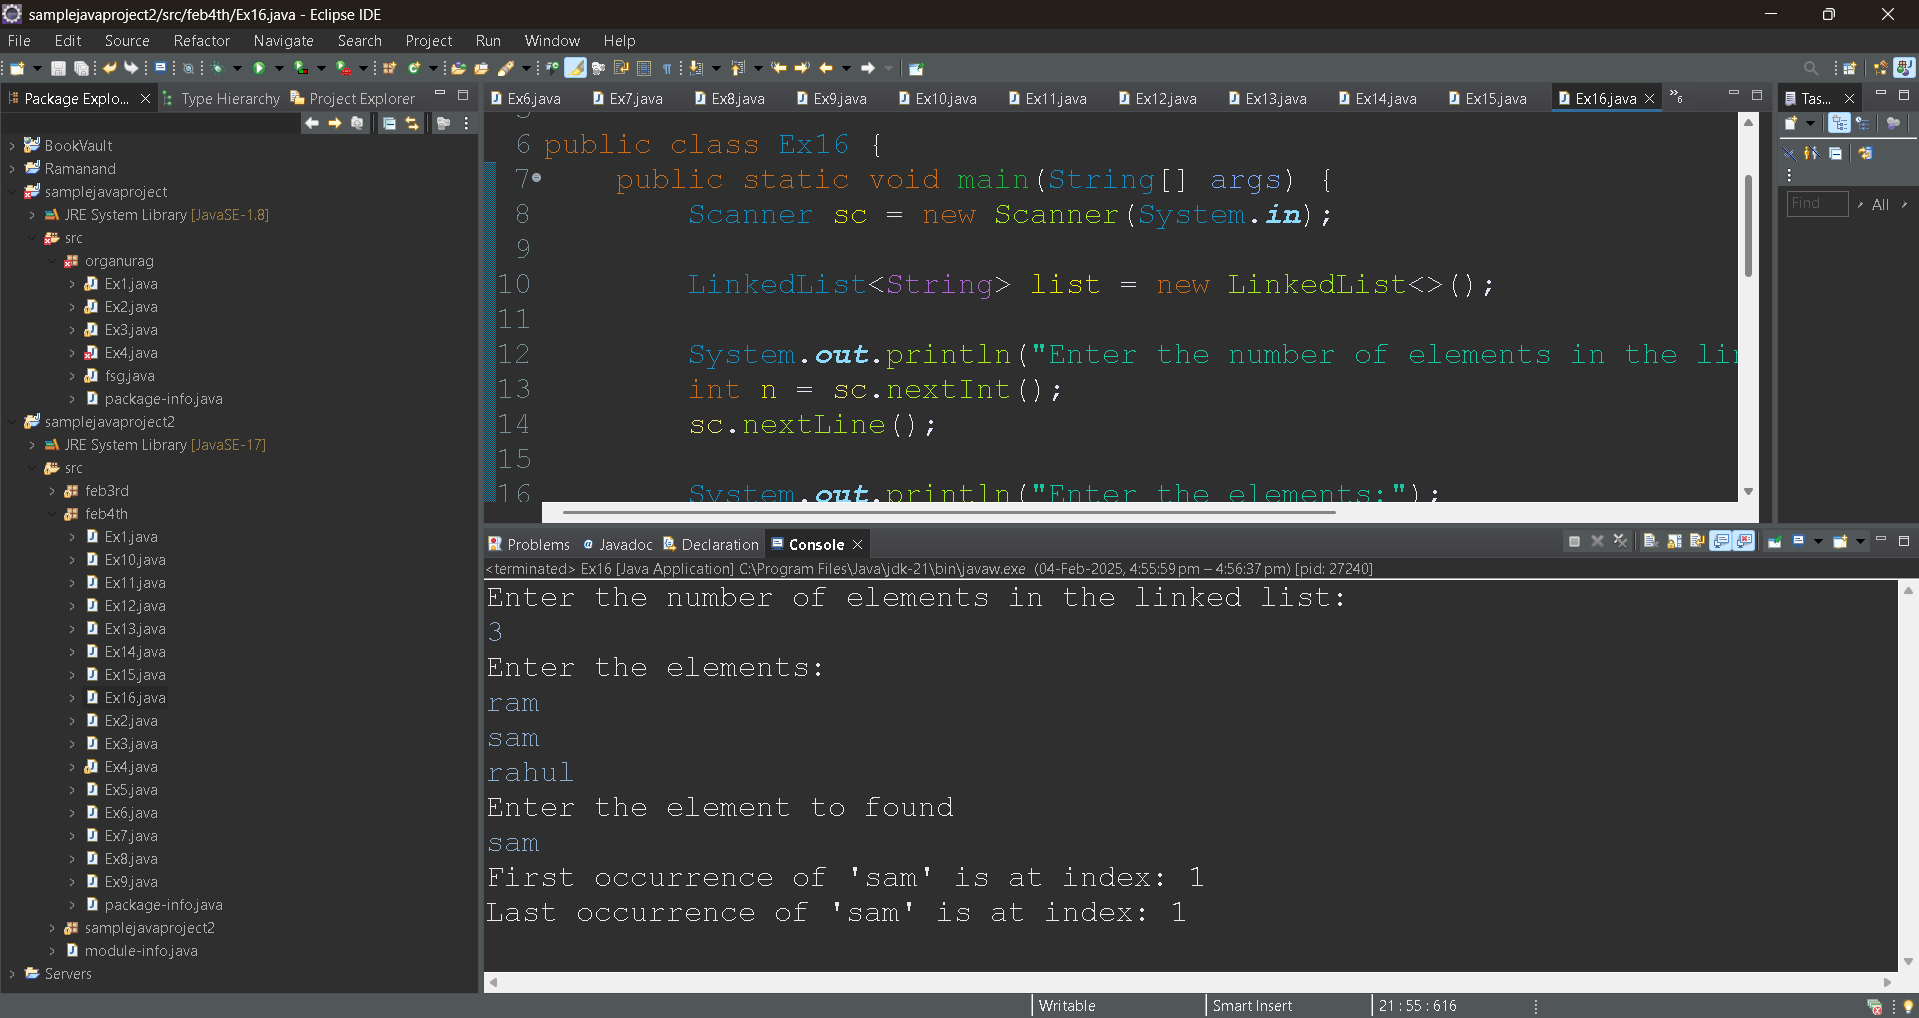 samplejavaproject2/src/feb4th/Ex16.java - Eclipse IDE
File Edit Source Refactor Navigate Search Project Run Window Help
Package Explo... Type Hierarchy Project Explorer
BookVault
Ramanand
samplejavaproject
JRE System Library [JavaSE-1.8]
src
organurag
Ex1.java
Ex2.java
Ex3.java
Ex4.java
fsg.java
package-info.java
samplejavaproject2
JRE System Library [JavaSE-17]
src
feb3rd
feb4th
Ex1.java
Ex10.java
Ex11.java
Ex12.java
Ex13.java
Ex14.java
Ex15.java
Ex16.java
Ex2.java
Ex3.java
Ex4.java
Ex5.java
Ex6.java
Ex7.java
Ex8.java
Ex9.java
package-info.java
samplejavaproject2
module-info.java
Servers
Ex6.java Ex7.java Ex8.java Ex9.java Ex10.java Ex11.java Ex12.java Ex13.java Ex14.java Ex15.java Ex16.java »6
6 public class Ex16 {
7 public static void main(String[] args) {
8 Scanner sc = new Scanner(System.in);
9
10 LinkedList<String> list = new LinkedList<>();
11
12 System.out.println("Enter the number of elements in the lin
13 int n = sc.nextInt();
14 sc.nextLine();
15
16 System.out.println("Enter the elements:");
Tas...
Find All
Problems Javadoc Declaration Console
<terminated> Ex16 [Java Application] C:\Program Files\Java\jdk-21\bin\javaw.exe (04-Feb-2025, 4:55:59 pm – 4:56:37 pm) [pid: 27240]
Enter the number of elements in the linked list:
3
Enter the elements:
ram
sam
rahul
Enter the element to found
sam
First occurrence of 'sam' is at index: 1
Last occurrence of 'sam' is at index: 1
Writable Smart Insert 21 : 55 : 616